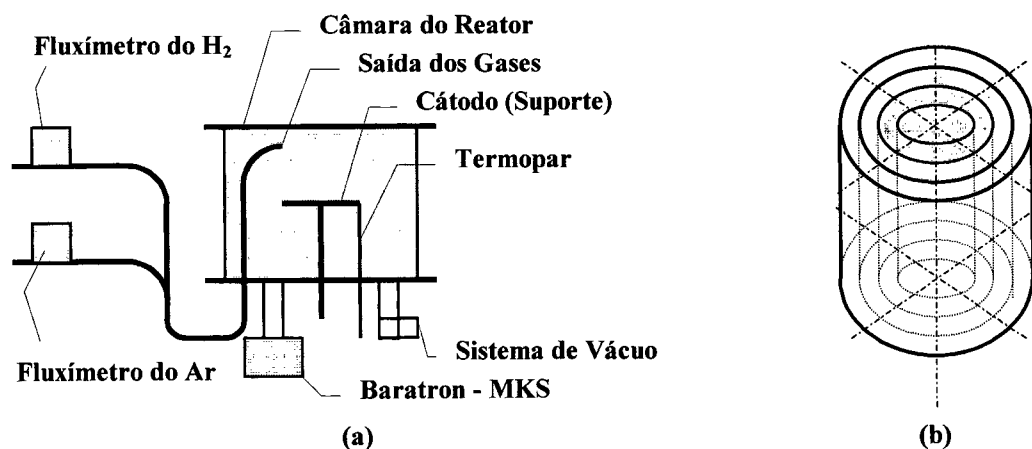 Câmara do Reator
Fluxímetro do H₂
Saída dos Gases
Cátodo (Suporte)
Termopar
Fluxímetro do Ar
Sistema de Vácuo
Baratron - MKS
(a)
(b)